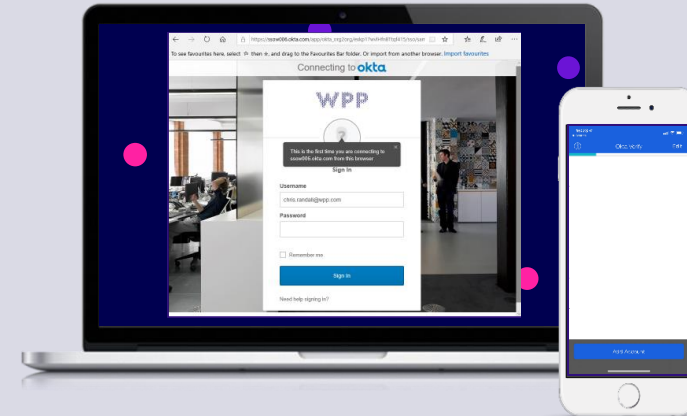 To see favourites here, select ☆ then ☆, and drag to the Favourites Bar folder. Or import from another browser. Import favourites
Connecting to okta
WPP
This is the first time you are connecting to
ssow006.okta.com from this browser
Sign In
Username
chris.randall@wpp.com
Password
Remember me
Sign in
Need help signing in?
Okta Verify
Edit
Add Account